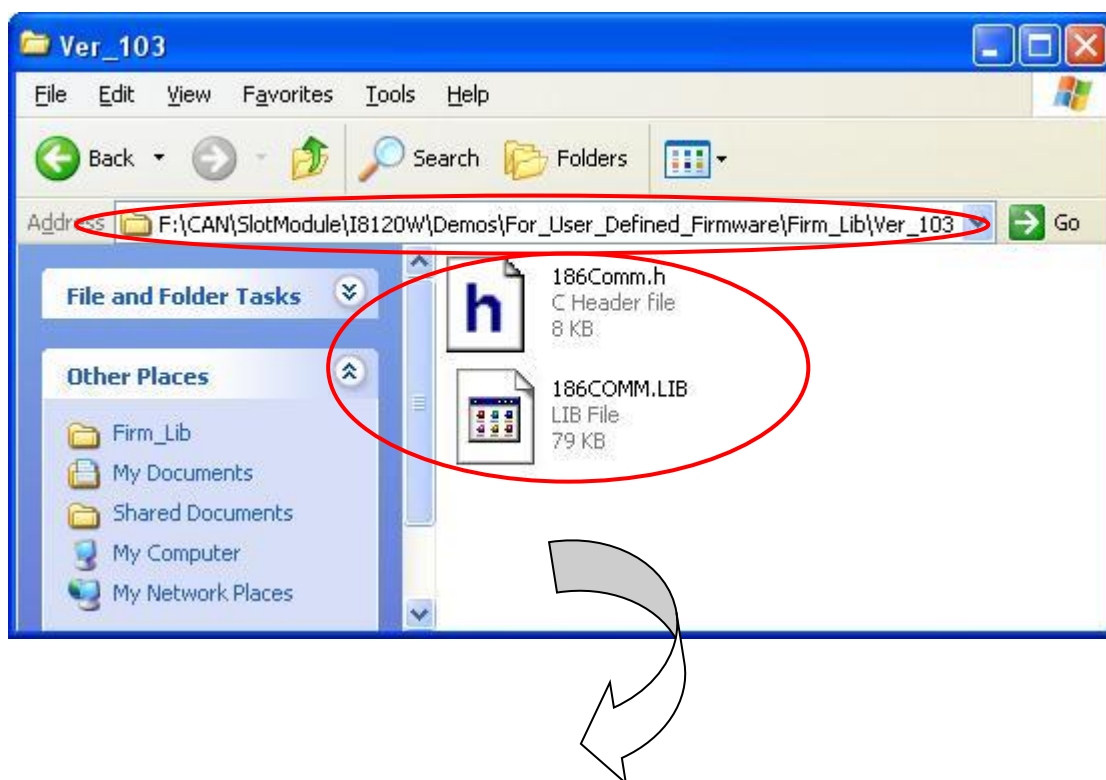 Ver_103
File Edit View Favorites Tools Help
Back Search Folders
Address F:\CAN\SlotModule\I8120W\Demos\For_User_Defined_Firmware\Firm_Lib\Ver_103 Go
File and Folder Tasks
Other Places
Firm_Lib
My Documents
Shared Documents
My Computer
My Network Places
h
186Comm.h
C Header file
8 KB
186COMM.LIB
LIB File
79 KB